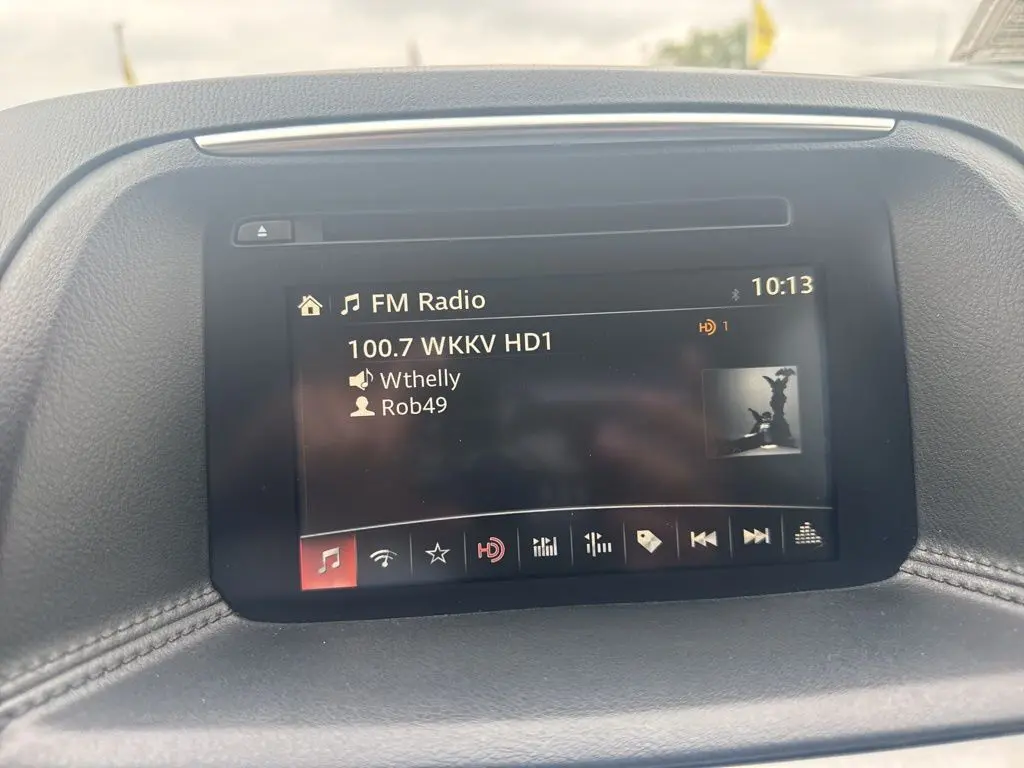 FM Radio
10:13
100.7 WKKV HD1
HD 1
Wthelly
Rob49
HD